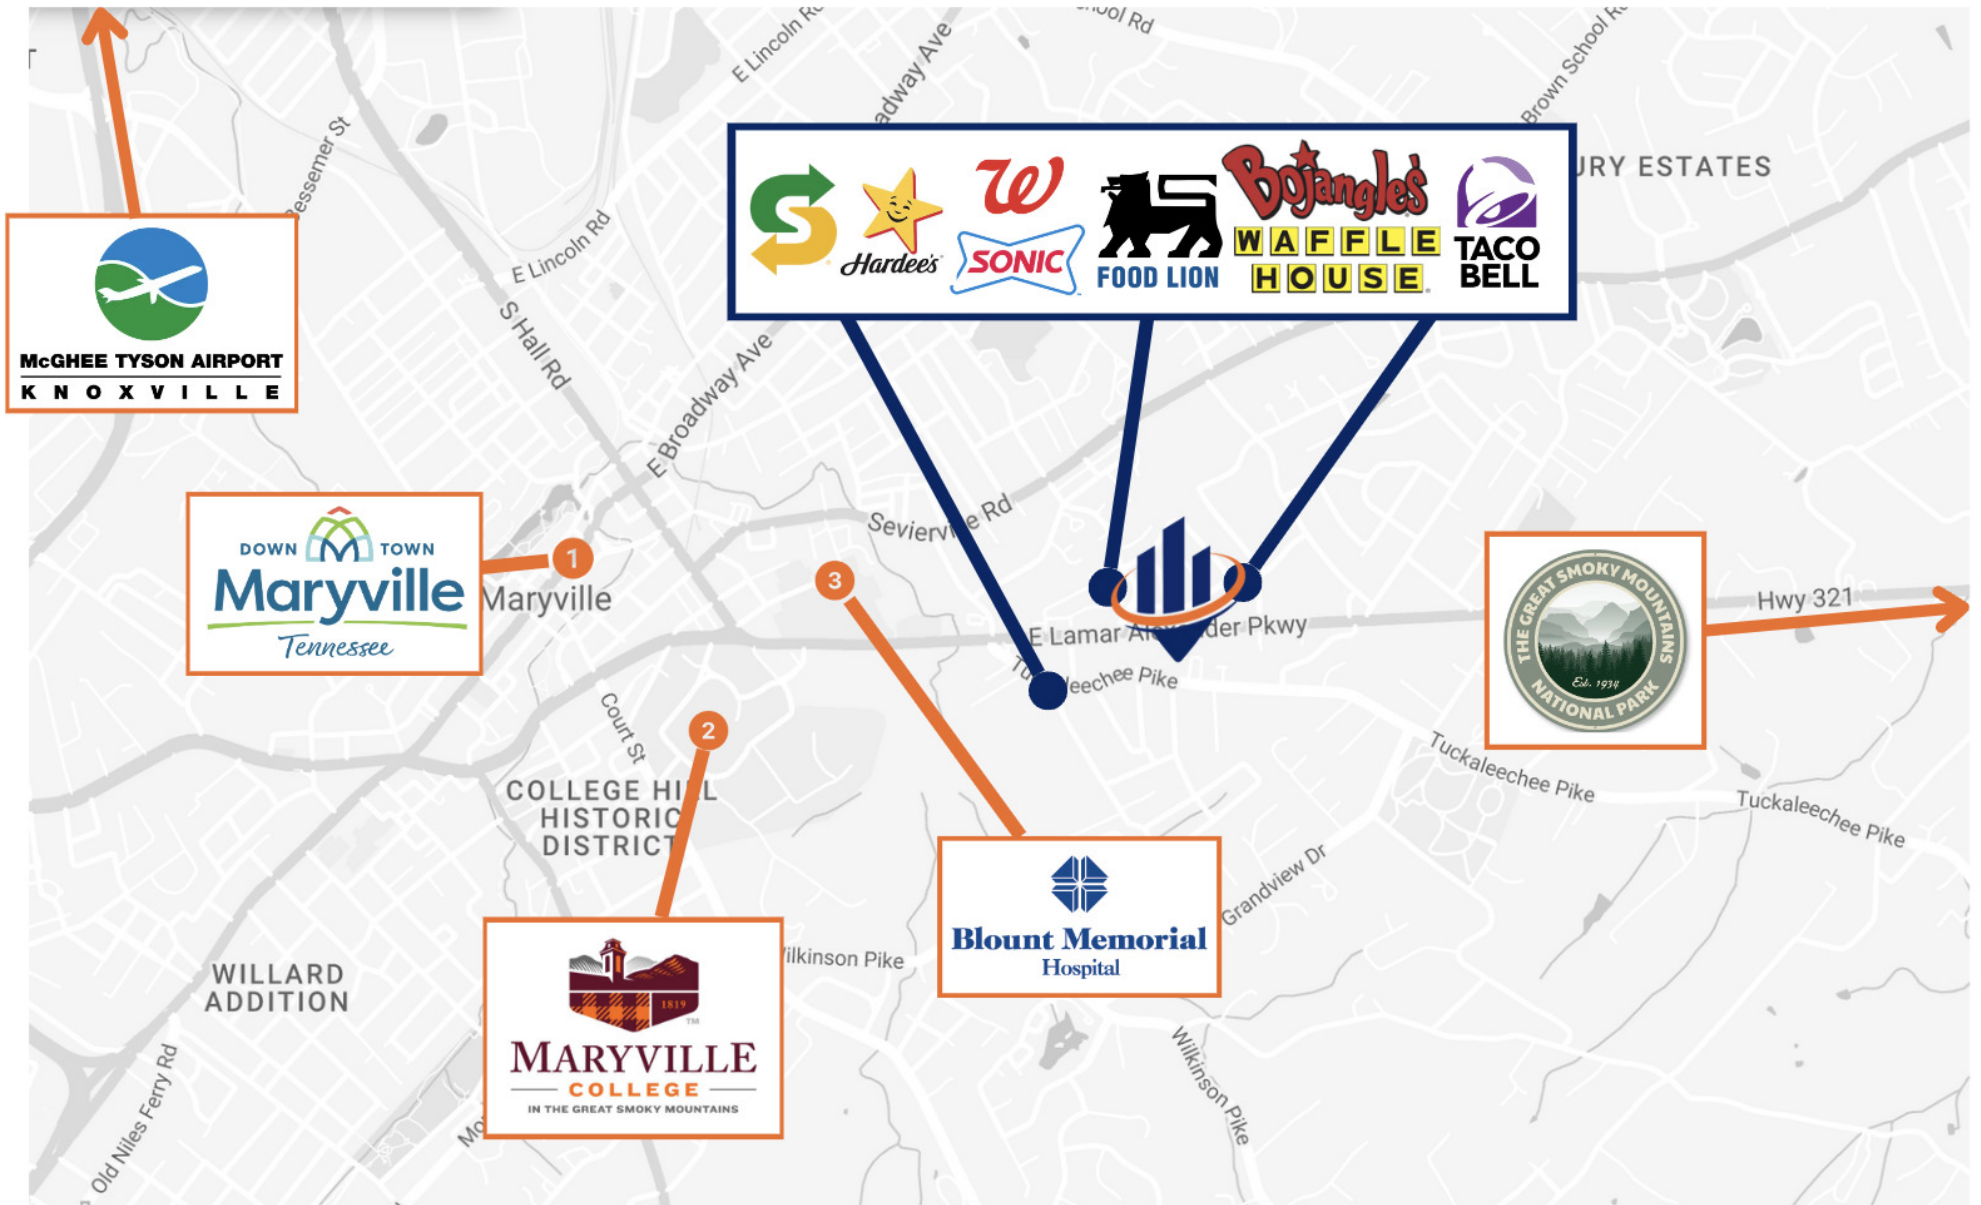 E Lincoln Rd
Brown School Rd
Bessemer St
E Lincoln Rd
S Hall Rd
E Broadway Ave
Hardee's
W
SONIC
FOOD LION
Bojangles
WAFFLE
HOUSE
TACO
BELL
McGHEE TYSON AIRPORT
KNOXVILLE
DOWN TOWN
Maryville
Tennessee
1
Maryville
3
Sevierville Rd
E Lamar Alexander Pkwy
Tuckaleechee Pike
THE GREAT SMOKY MOUNTAINS
Est. 1934
NATIONAL PARK
Hwy 321
Court St
2
COLLEGE HILL
HISTORIC
DISTRICT
Tuckaleechee Pike
Tuckaleechee Pike
Grandview Dr
Blount Memorial
Hospital
WILLARD
ADDITION
Wilkinson Pike
1819
TM
MARYVILLE
COLLEGE
IN THE GREAT SMOKY MOUNTAINS
Old Niles Ferry Rd
Wilkinson Pike